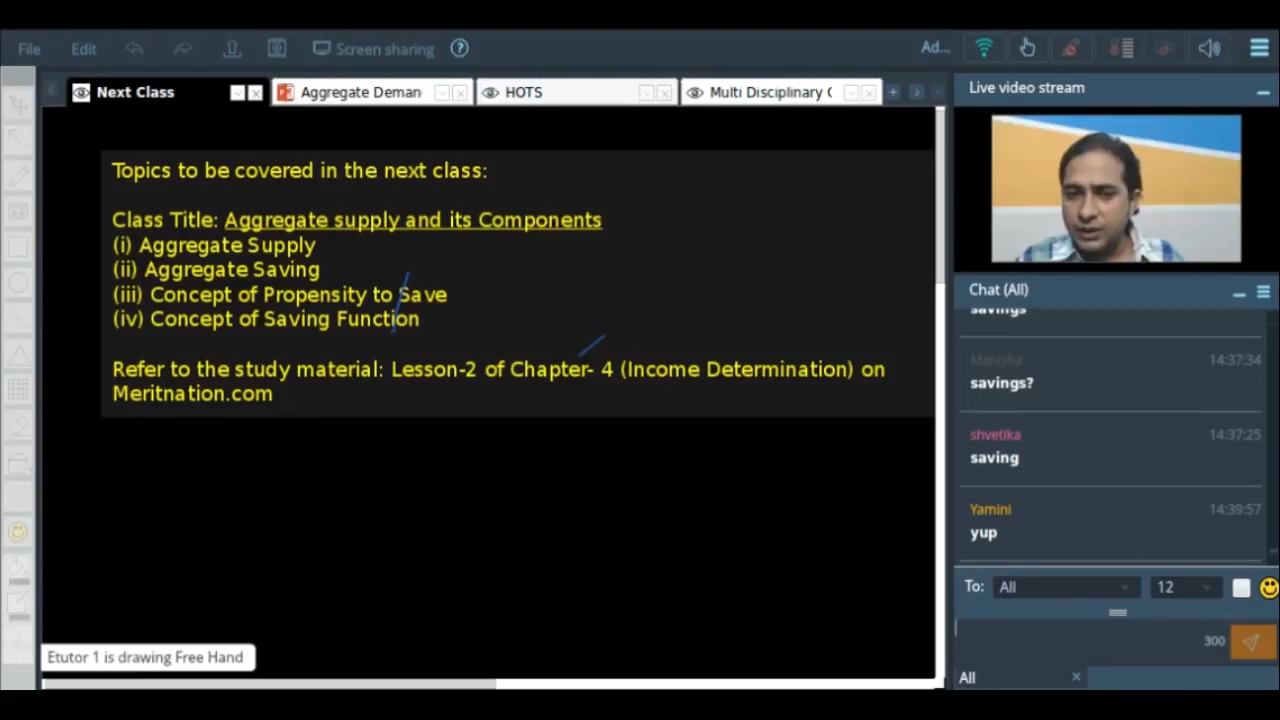 File Edit Screen sharing ? Ad...
Next Class Aggregate Deman HOTS Multi Disciplinary
Live video stream
Topics to be covered in the next class:
Class Title: Aggregate supply and its Components
(i) Aggregate Supply
(ii) Aggregate Saving
(iii) Concept of Propensity to Save
(iv) Concept of Saving Function
Refer to the study material: Lesson-2 of Chapter- 4 (Income Determination) on
Meritnation.com
Etutor 1 is drawing Free Hand
Chat (All)
savings
Manisha 14:37:34
savings?
shvetika 14:37:25
saving
Yamini 14:39:57
yup
To: All 12
300
All